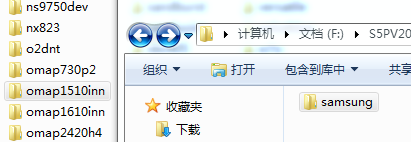 ns9750dev
nx823
o2dnt
omap730p2
omap1510inn
omap1610inn
omap2420h4
计算机 文档 (F:) S5PV20
组织 打开 包含到库中 共享
收藏夹
下载
samsung